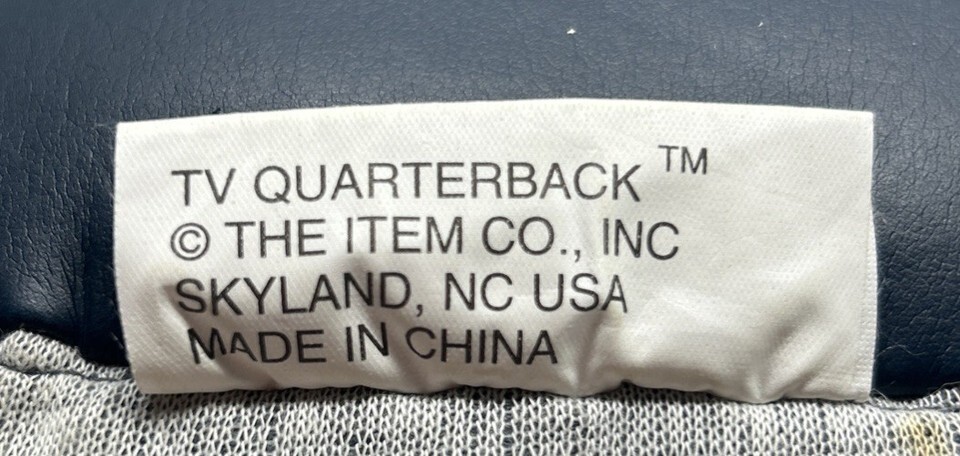 TV QUARTERBACK ™
© THE ITEM CO., INC
SKYLAND, NC USA
MADE IN CHINA